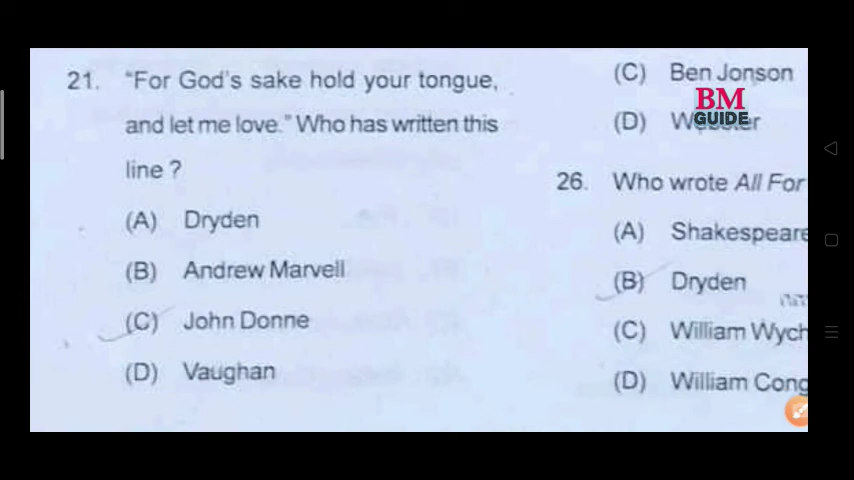 21. "For God's sake hold your tongue,
and let me love." Who has written this
line ?
(A) Dryden
(B) Andrew Marvell
(C) John Donne
(D) Vaughan
(C) Ben Jonson
(D)
BM
GUIDE
26. Who wrote All For
(A) Shakespeare
(B) Dryden
(C) William Wych
(D) William Cong